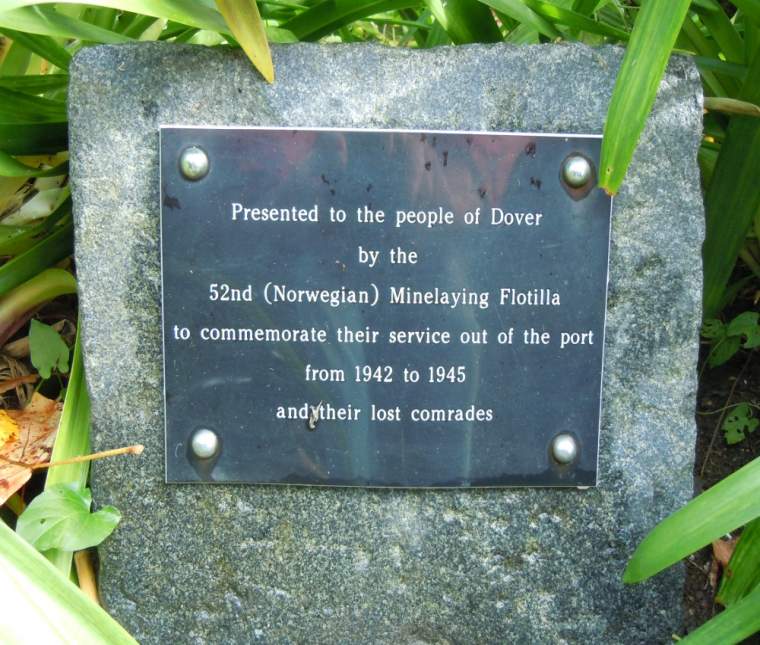 Presented to the people of Dover
by the
52nd (Norwegian) Minelaying Flotilla
to commemorate their service out of the port
from 1942 to 1945
and their lost comrades